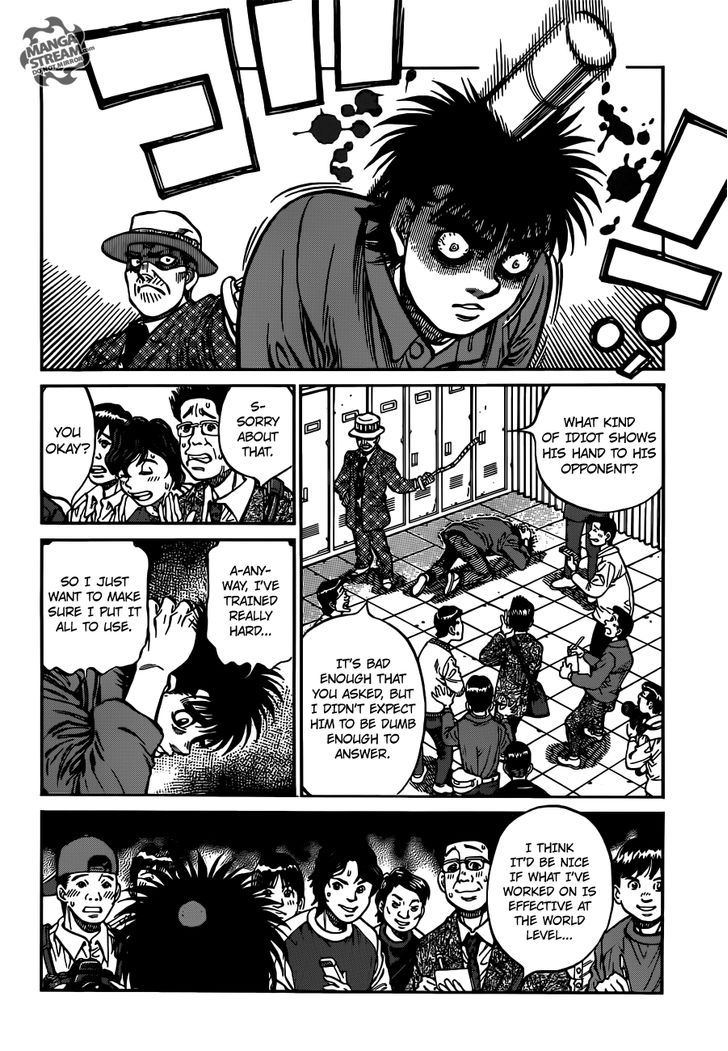 MANGA
STREAM.com
DO NOT MIRROR
ゴッ!!
WHAT KIND
OF IDIOT SHOWS
HIS HAND TO HIS
OPPONENT?
IT'S BAD
ENOUGH THAT
YOU ASKED, BUT
I DIDN'T EXPECT
HIM TO BE DUMB
ENOUGH TO
ANSWER.
S-
SORRY
ABOUT
THAT.
YOU
OKAY?
A-ANY-
WAY, I'VE
TRAINED
REALLY
HARD...
SO I JUST
WANT TO MAKE
SURE I PUT IT
ALL TO USE.
I THINK
IT'D BE NICE
IF WHAT I'VE
WORKED ON IS
EFFECTIVE AT
THE WORLD
LEVEL...